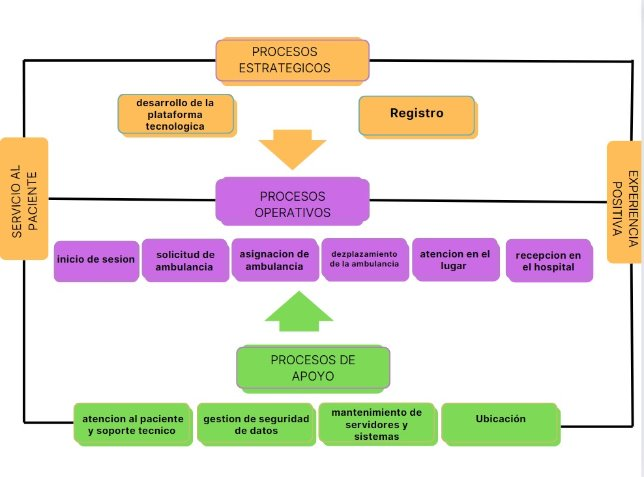 PROCESOS
ESTRATEGICOS
desarrollo de la
plataforma
tecnologica
Registro
SERVICIO AL
PACIENTE
PROCESOS
OPERATIVOS
EXPERIENCIA
POSITIVA
inicio de sesion
solicitud de
ambulancia
asignacion de
ambulancia
dezplazamiento
de la ambulancia
atencion en el
lugar
recepcion en
el hospital
PROCESOS DE
APOYO
atencion al paciente
y soporte tecnico
gestion de seguridad
de datos
mantenimiento de
servidores y
sistemas
Ubicación